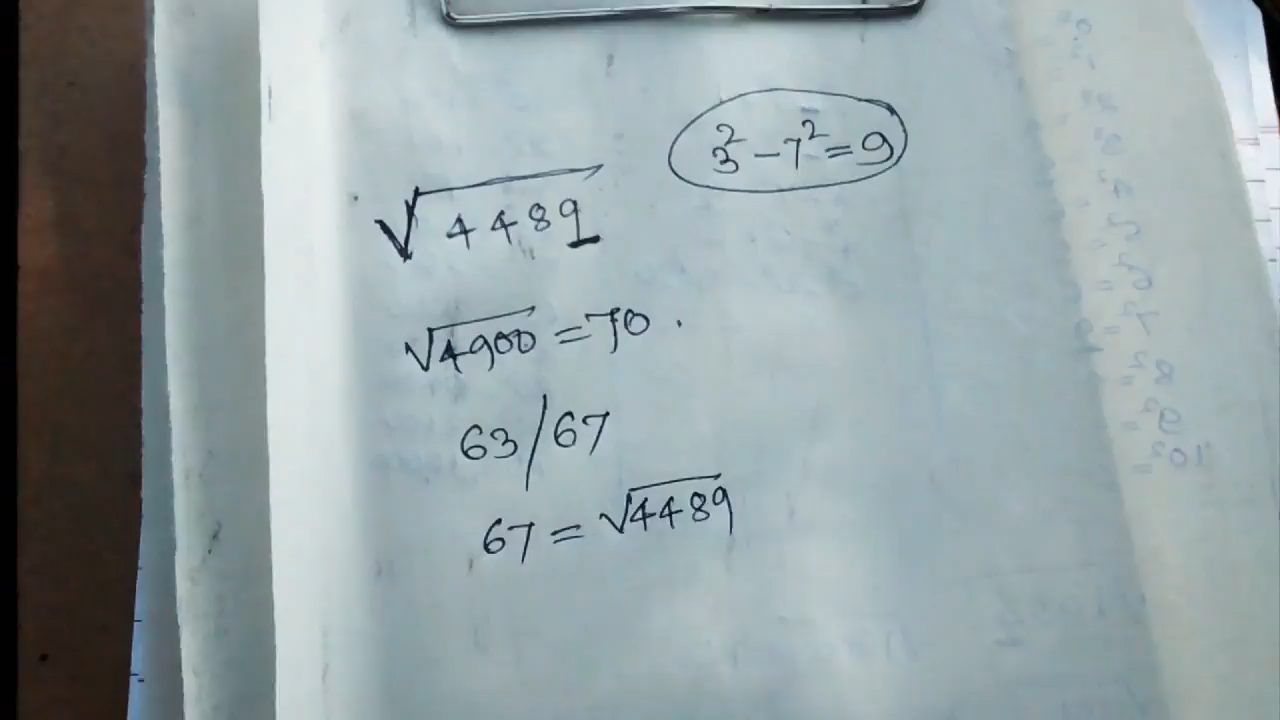 3² – 7² = 9
√4489
√4900 = 70 .
63/67
67 = √4489